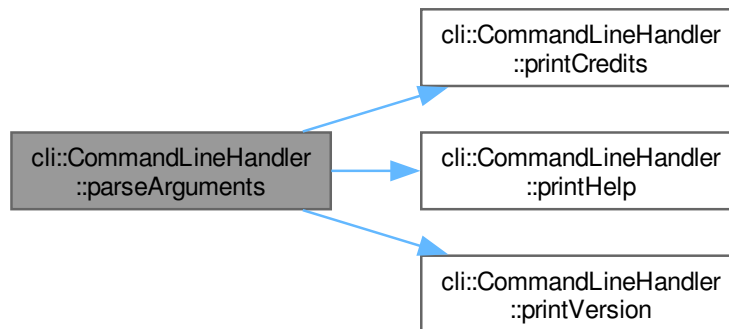 cli::CommandLineHandler
::printCredits
cli::CommandLineHandler
::parseArguments
cli::CommandLineHandler
::printHelp
cli::CommandLineHandler
::printVersion